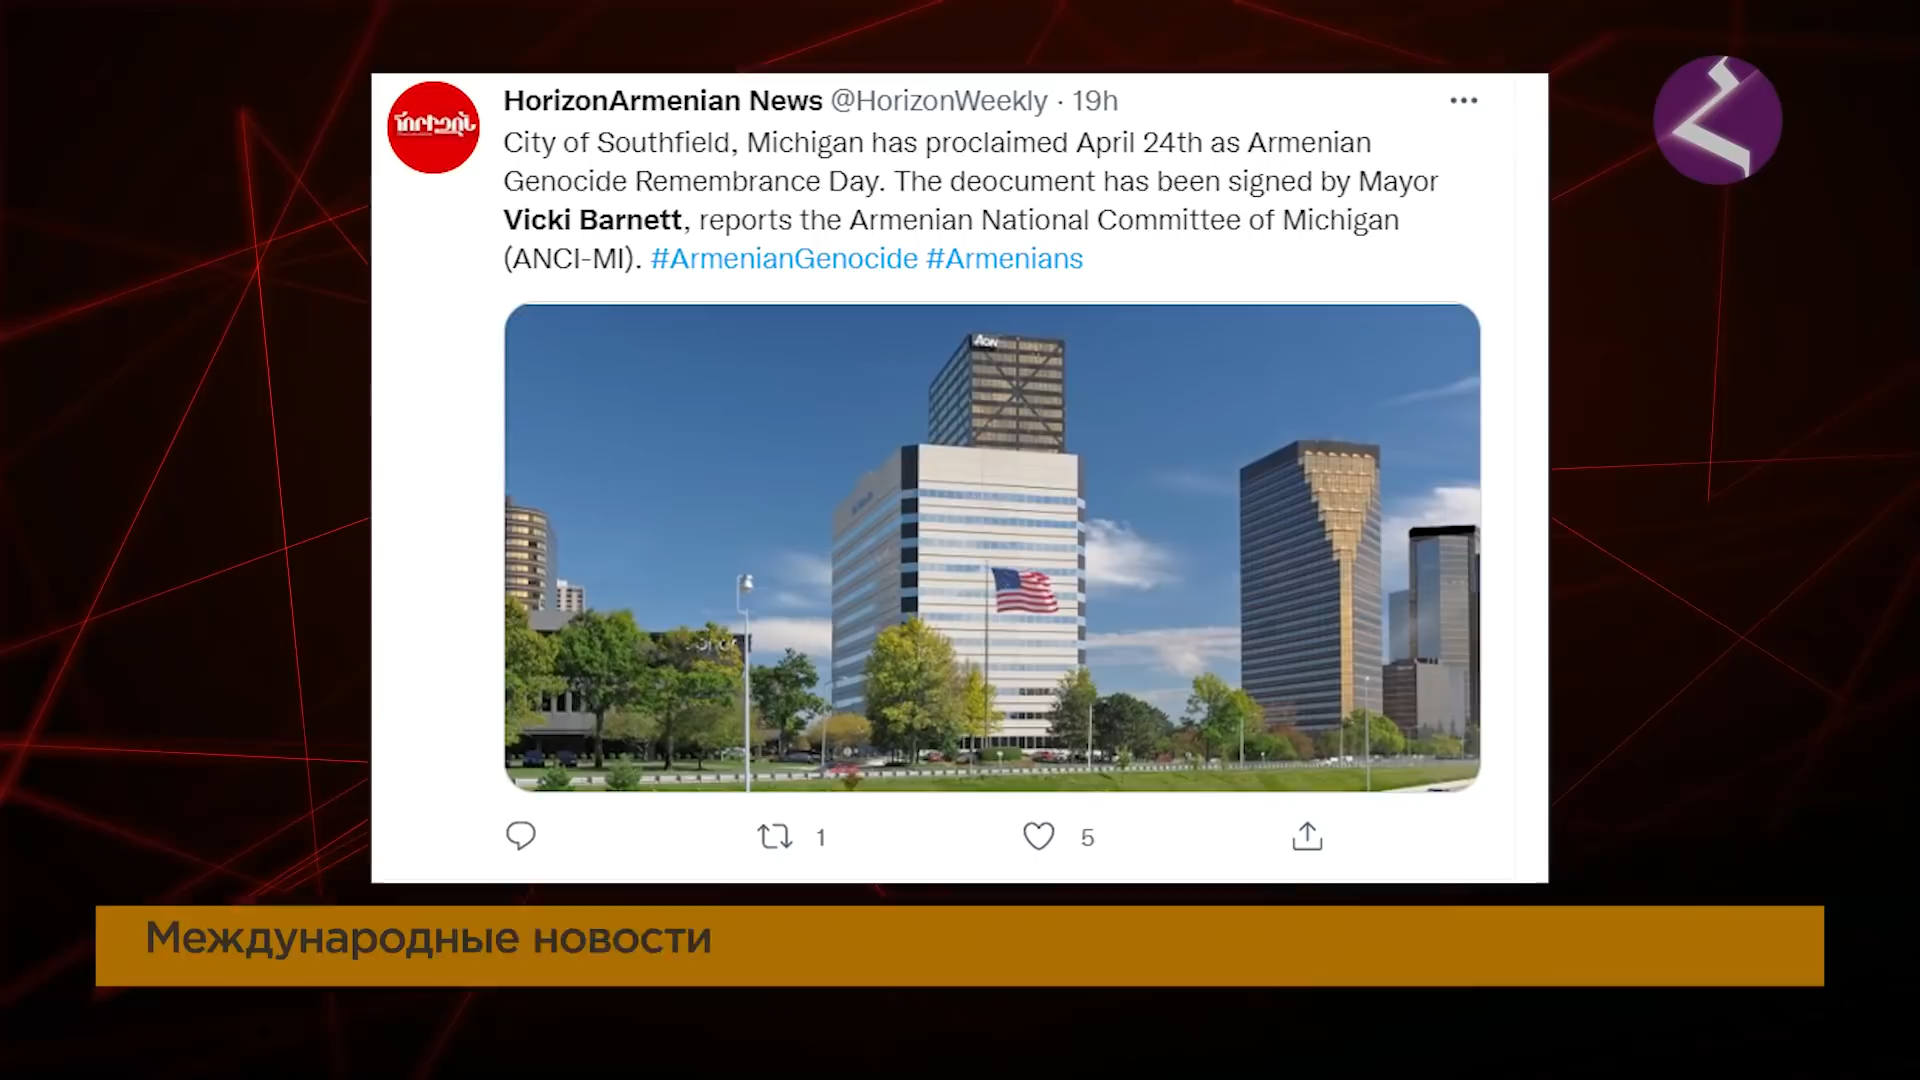 HorizonArmenian News @HorizonWeekly · 19h
City of Southfield, Michigan has proclaimed April 24th as Armenian
Genocide Remembrance Day. The deocument has been signed by Mayor
Vicki Barnett, reports the Armenian National Committee of Michigan
(ANCI-MI). #ArmenianGenocide #Armenians
Հորիզոն
AON
1
5
Международные новости